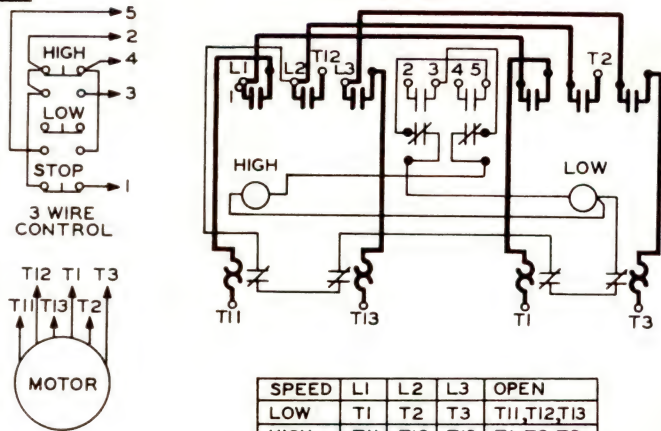 5
2
HIGH
4
3
LOW
STOP
1
3 WIRE
CONTROL
T12 T1 T3
T11 T13 T2
MOTOR
L1 L2 T12 L3 2 3 4 5 T2
1
HIGH LOW
T11 T13 T1 T3
SPEED L1 L2 L3 OPEN
LOW T1 T2 T3 T11,T12,T13